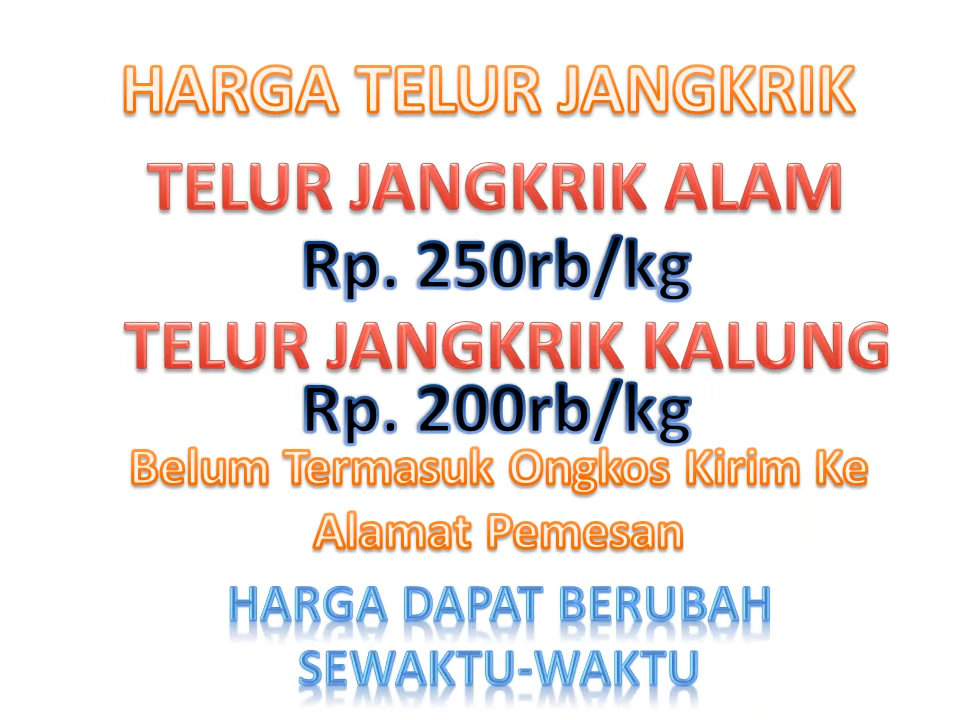 HARGA TELUR JANGKRIK
TELUR JANGKRIK ALAM
Rp. 250rb/kg
TELUR JANGKRIK KALUNG
Rp. 200rb/kg
Belum Termasuk Ongkos Kirim Ke
Alamat Pemesan
HARGA DAPAT BERUBAH
SEWAKTU-WAKTU